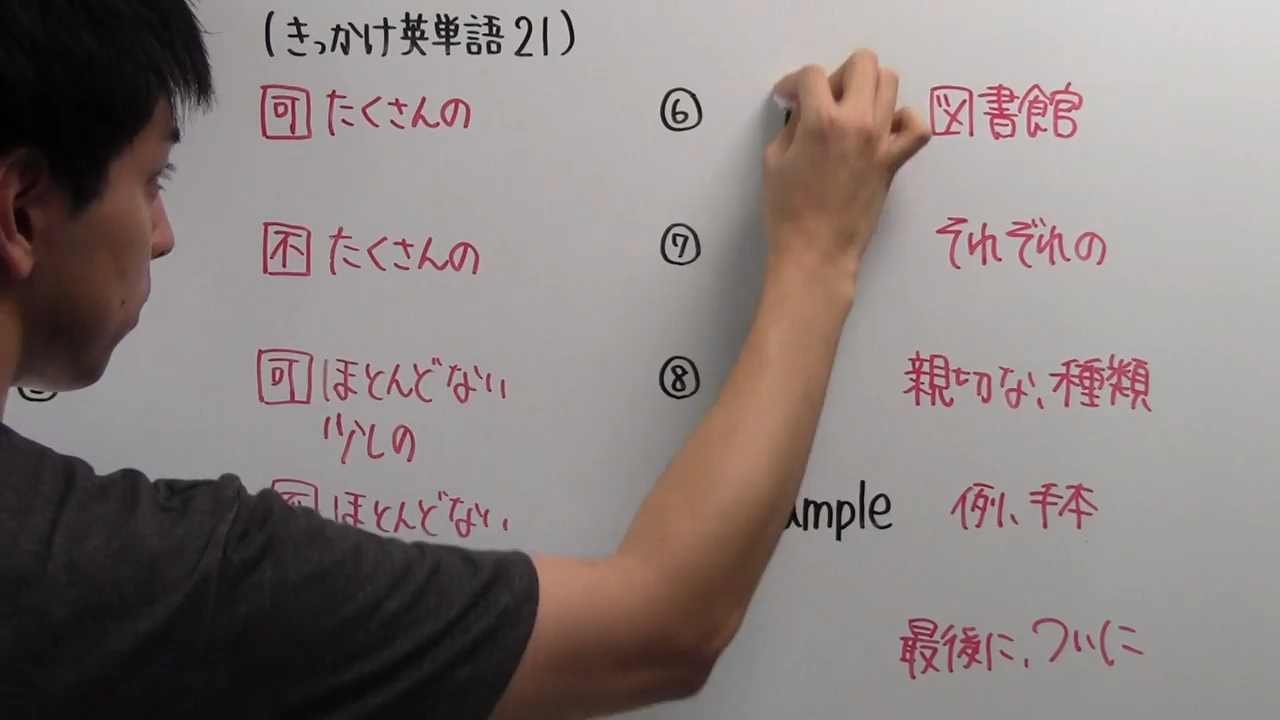 (きっかけ英単語21)
可 たくさんの
不 たくさんの
可 ほとんどない
少しの
ほとんどない
⑥ 図書館
⑦ それぞれの
⑧ 親切な、種類
ample 例、手本
最後に、ついに